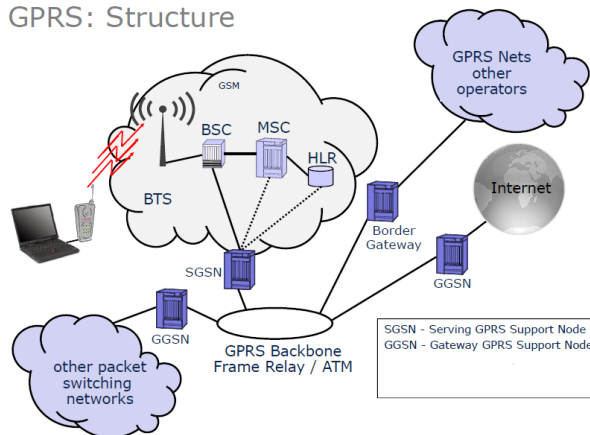 GPRS: Structure
GPRS Nets
other
operators
GSM
BSC
MSC
HLR
BTS
Internet
Border
Gateway
SGSN
GGSN
GGSN
SGSN - Serving GPRS Support Node
GGSN - Gateway GPRS Support Node
GPRS Backbone
Frame Relay / ATM
other packet
switching
networks